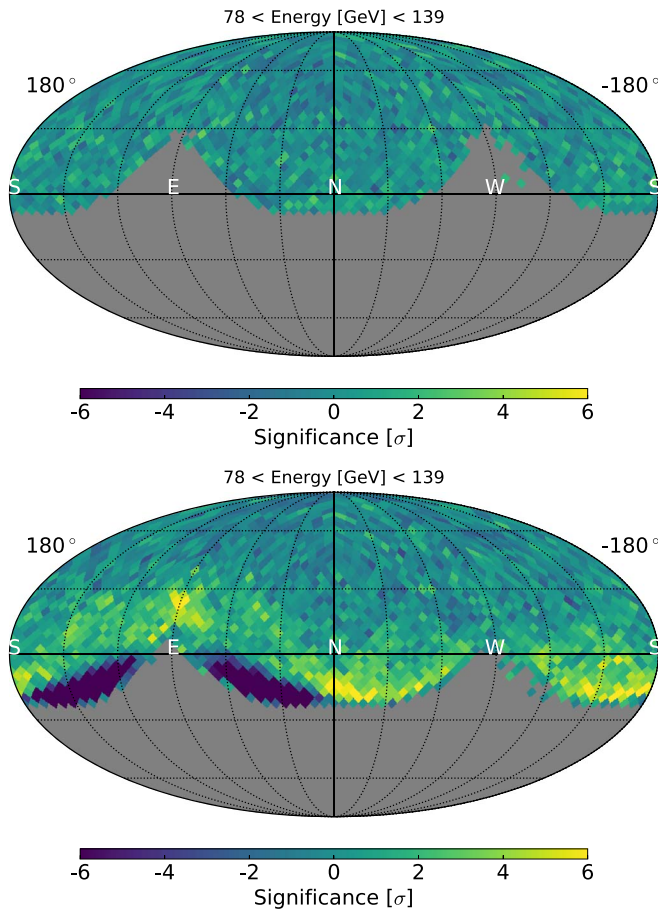 78 < Energy [GeV] < 139
180° -180°
S E N W S
-6 -4 -2 0 2 4 6
Significance [σ]
78 < Energy [GeV] < 139
180° -180°
S E N W S
-6 -4 -2 0 2 4 6
Significance [σ]